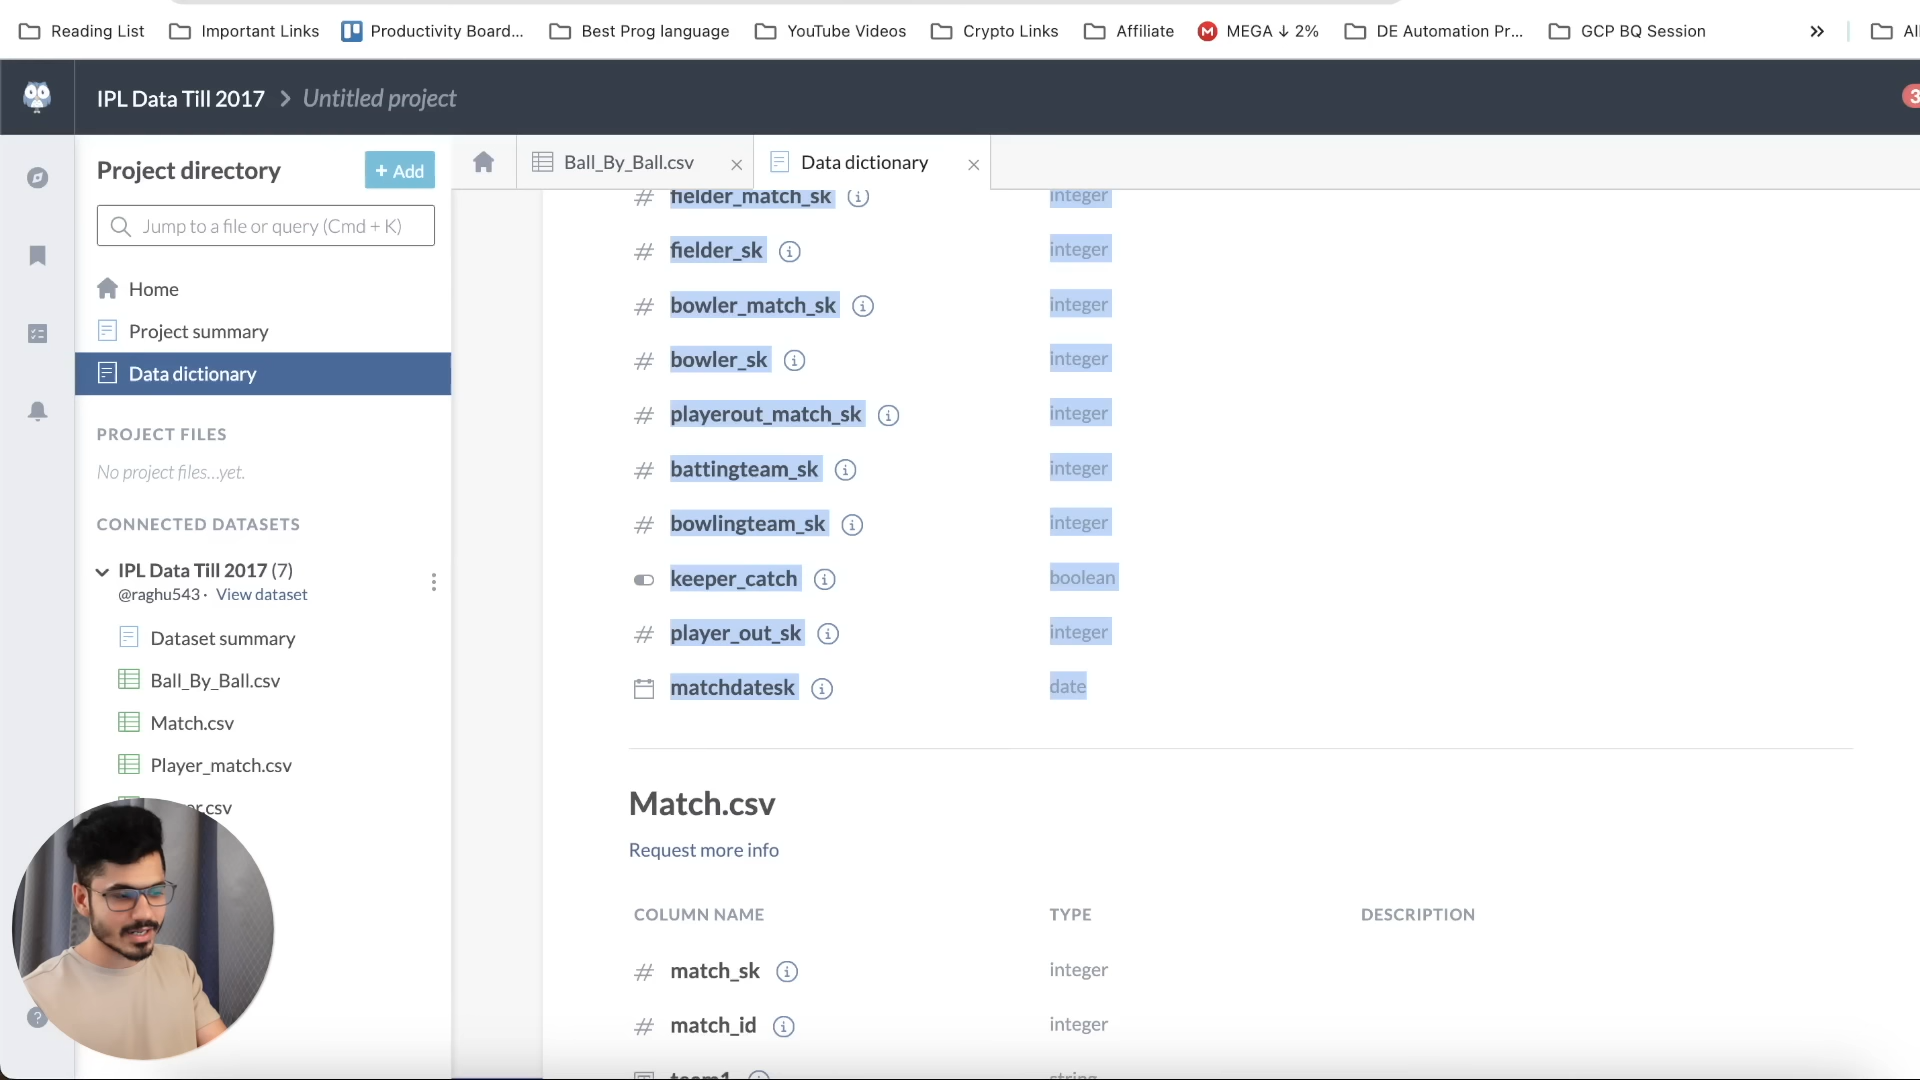 Reading List
Important Links
Productivity Board...
Best Prog language
YouTube Videos
Crypto Links
Affiliate
MEGA ↓ 2%
DE Automation Pr...
GCP BQ Session
»
IPL Data Till 2017 > Untitled project
3
Project directory
+ Add
Jump to a file or query (Cmd + K)
Home
Project summary
Data dictionary
PROJECT FILES
No project files...yet.
CONNECTED DATASETS
IPL Data Till 2017 (7)
@raghu543 · View dataset
Dataset summary
Ball_By_Ball.csv
Match.csv
Player_match.csv
Ball_By_Ball.csv ×
Data dictionary ×
# fielder_match_sk integer
# fielder_sk integer
# bowler_match_sk integer
# bowler_sk integer
# playerout_match_sk integer
# battingteam_sk integer
# bowlingteam_sk integer
keeper_catch boolean
# player_out_sk integer
matchdatesk date
Match.csv
Request more info
COLUMN NAME TYPE DESCRIPTION
# match_sk integer
# match_id integer
team1 string